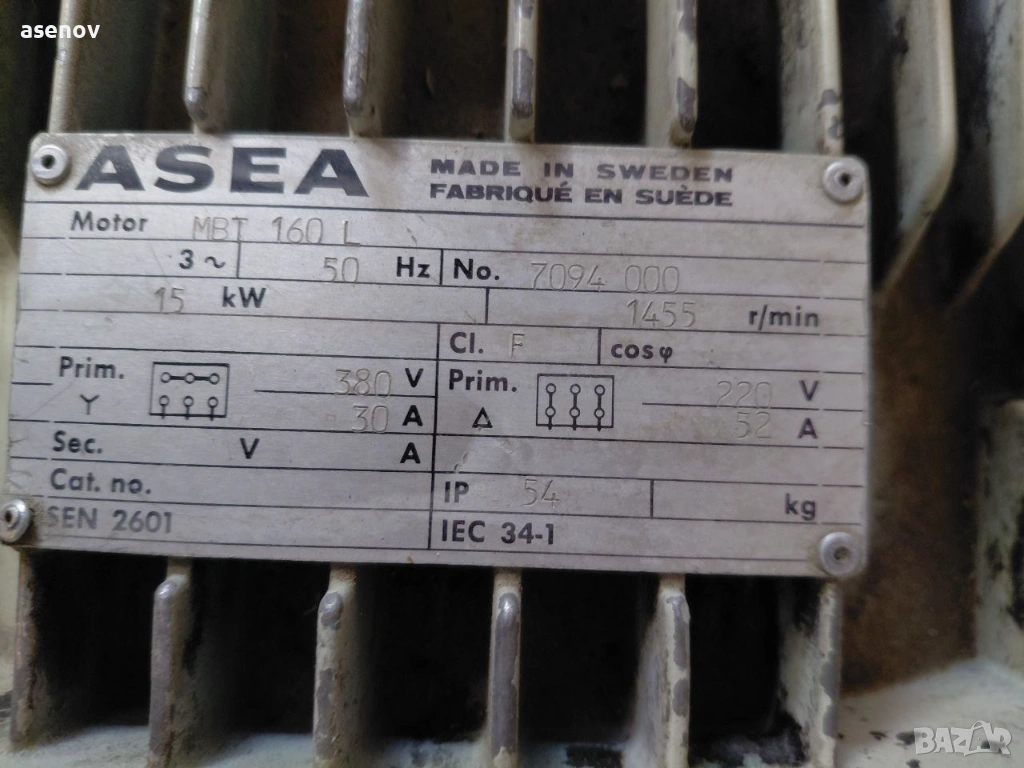 asenov
ASEA MADE IN SWEDEN
FABRIQUÉ EN SUÈDE
Motor MBT 160 L
3 ~ 50 Hz No. 7094 000
15 kW 1455 r/min
Cl. F cosφ
Prim. 380 V Prim. 220 V
Y 30 A Δ 52 A
Sec. V A
Cat. no. IP 54 kg
SEN 2601 IEC 34-1
BAZAR